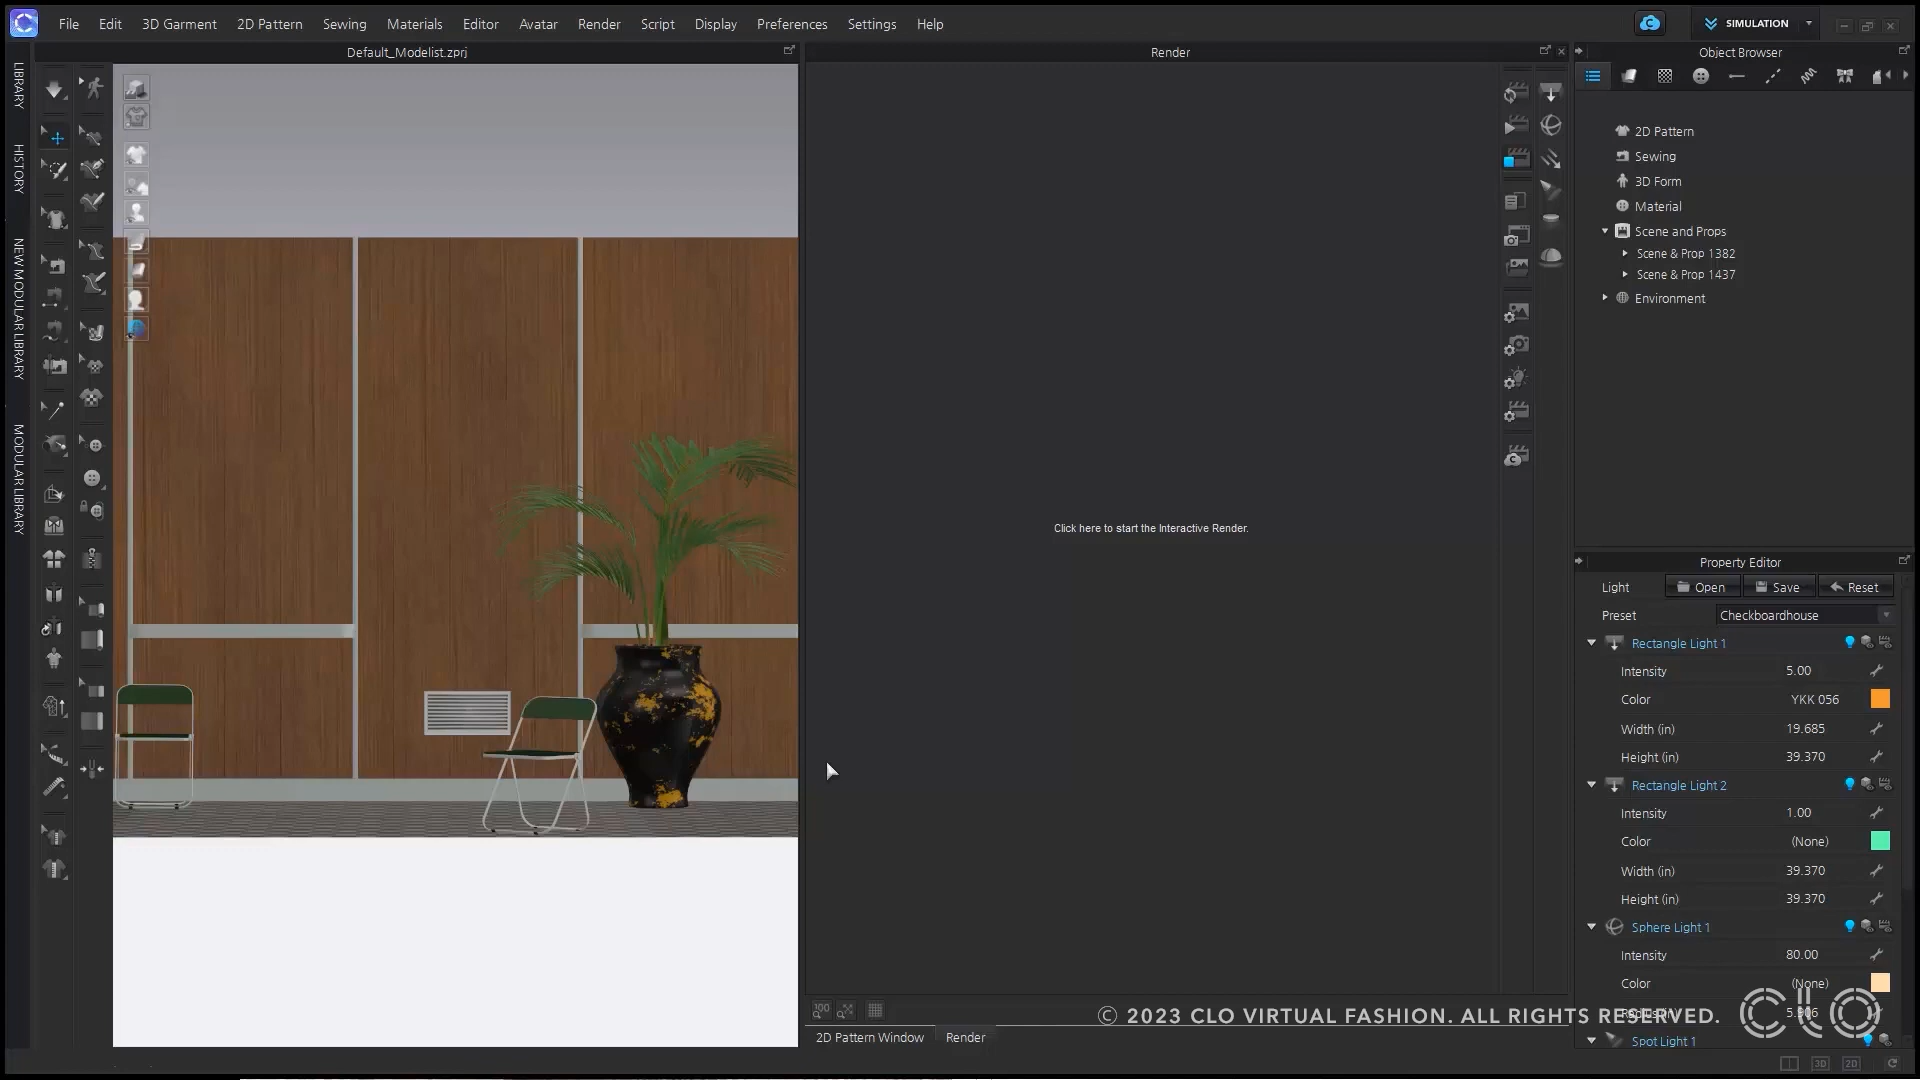 File Edit 3D Garment 2D Pattern Sewing Materials Editor Avatar Render Script Display Preferences Settings Help
SIMULATION
Default_Modelist.zprj
Render
Object Browser
LIBRARY
HISTORY
NEW MODULAR LIBRARY
MODULAR LIBRARY
2D Pattern
Sewing
3D Form
Material
Scene and Props
Scene & Prop 1382
Scene & Prop 1437
Environment
Click here to start the Interactive Render.
Property Editor
Light Open Save Reset
Preset Checkboardhouse
Rectangle Light 1
Intensity 5.00
Color YKK 056
Width (in) 19.685
Height (in) 39.370
Rectangle Light 2
Intensity 1.00
Color (None)
Width (in) 39.370
Height (in) 39.370
Sphere Light 1
Intensity 80.00
Color (None)
Spot Light 1
100
© 2023 CLO VIRTUAL FASHION. ALL RIGHTS RESERVED.
CLO
2D Pattern Window Render
3D 2D